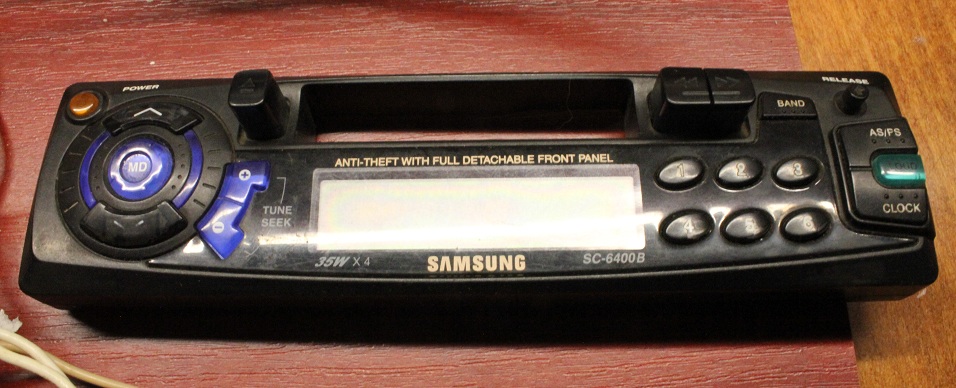 POWER
RELEASE
BAND
AS/PS
MD
ANTI-THEFT WITH FULL DETACHABLE FRONT PANEL
1 2 3
TUNE
SEEK
CLOCK
4 5 6
35W X 4
SAMSUNG
SC-6400B